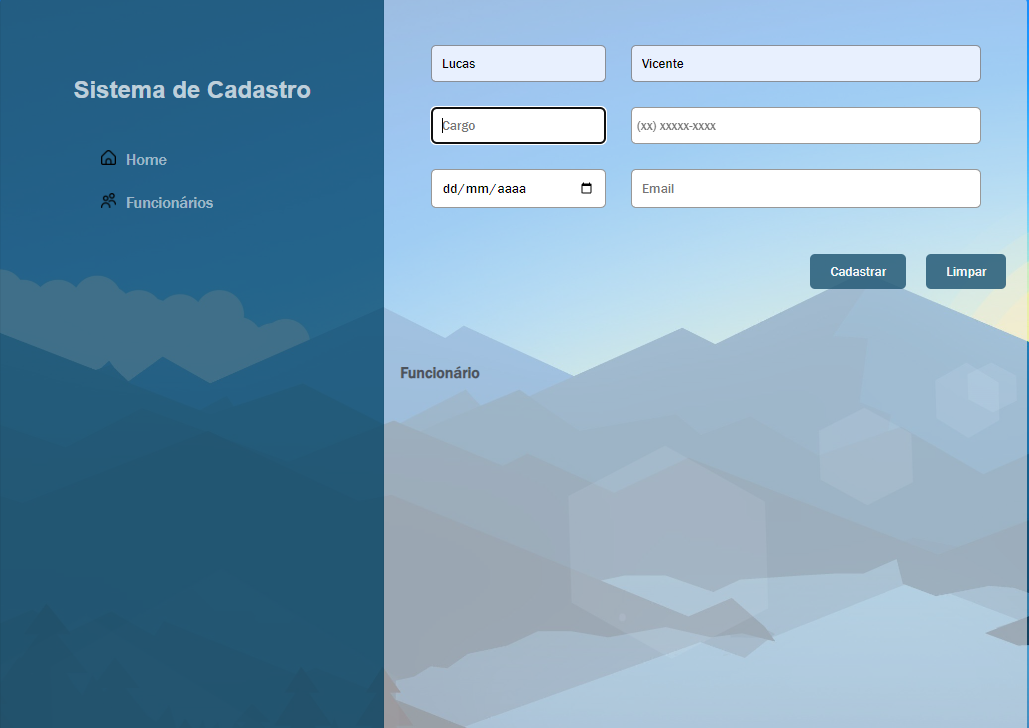 Sistema de Cadastro
Home
Funcionários
Lucas
Vicente
Cargo
(xx) xxxxx-xxxx
dd/mm/aaaa
Email
Cadastrar
Limpar
Funcionário